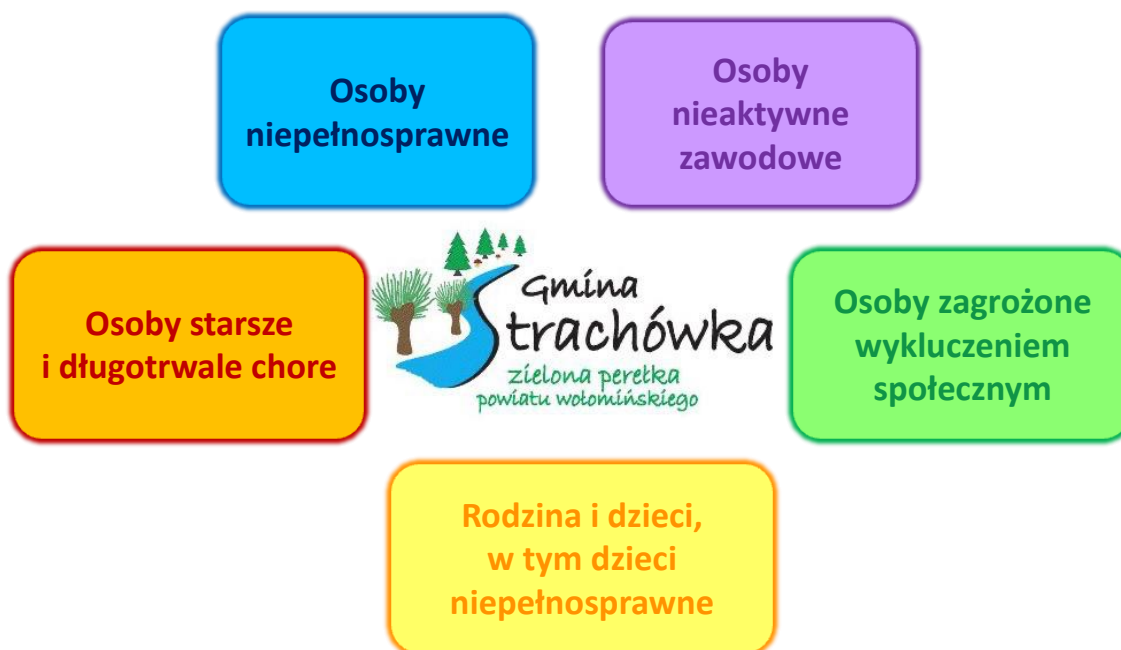 Osoby
niepełnosprawne
Osoby
nieaktywne
zawodowe
Osoby starsze
i długotrwale chore
Gmina
Strachówka
zielona perełka
powiatu wołomińskiego
Osoby zagrożone
wykluczeniem
społecznym
Rodzina i dzieci,
w tym dzieci
niepełnosprawne